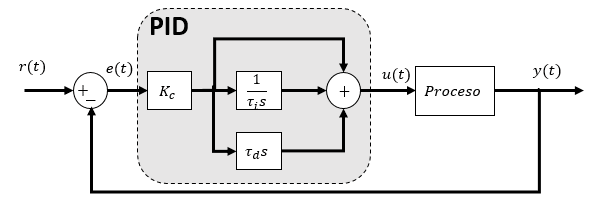 PID
r(t)
e(t)
+
−
K_c
1
τ_i s
τ_d s
+
u(t)
Proceso
y(t)